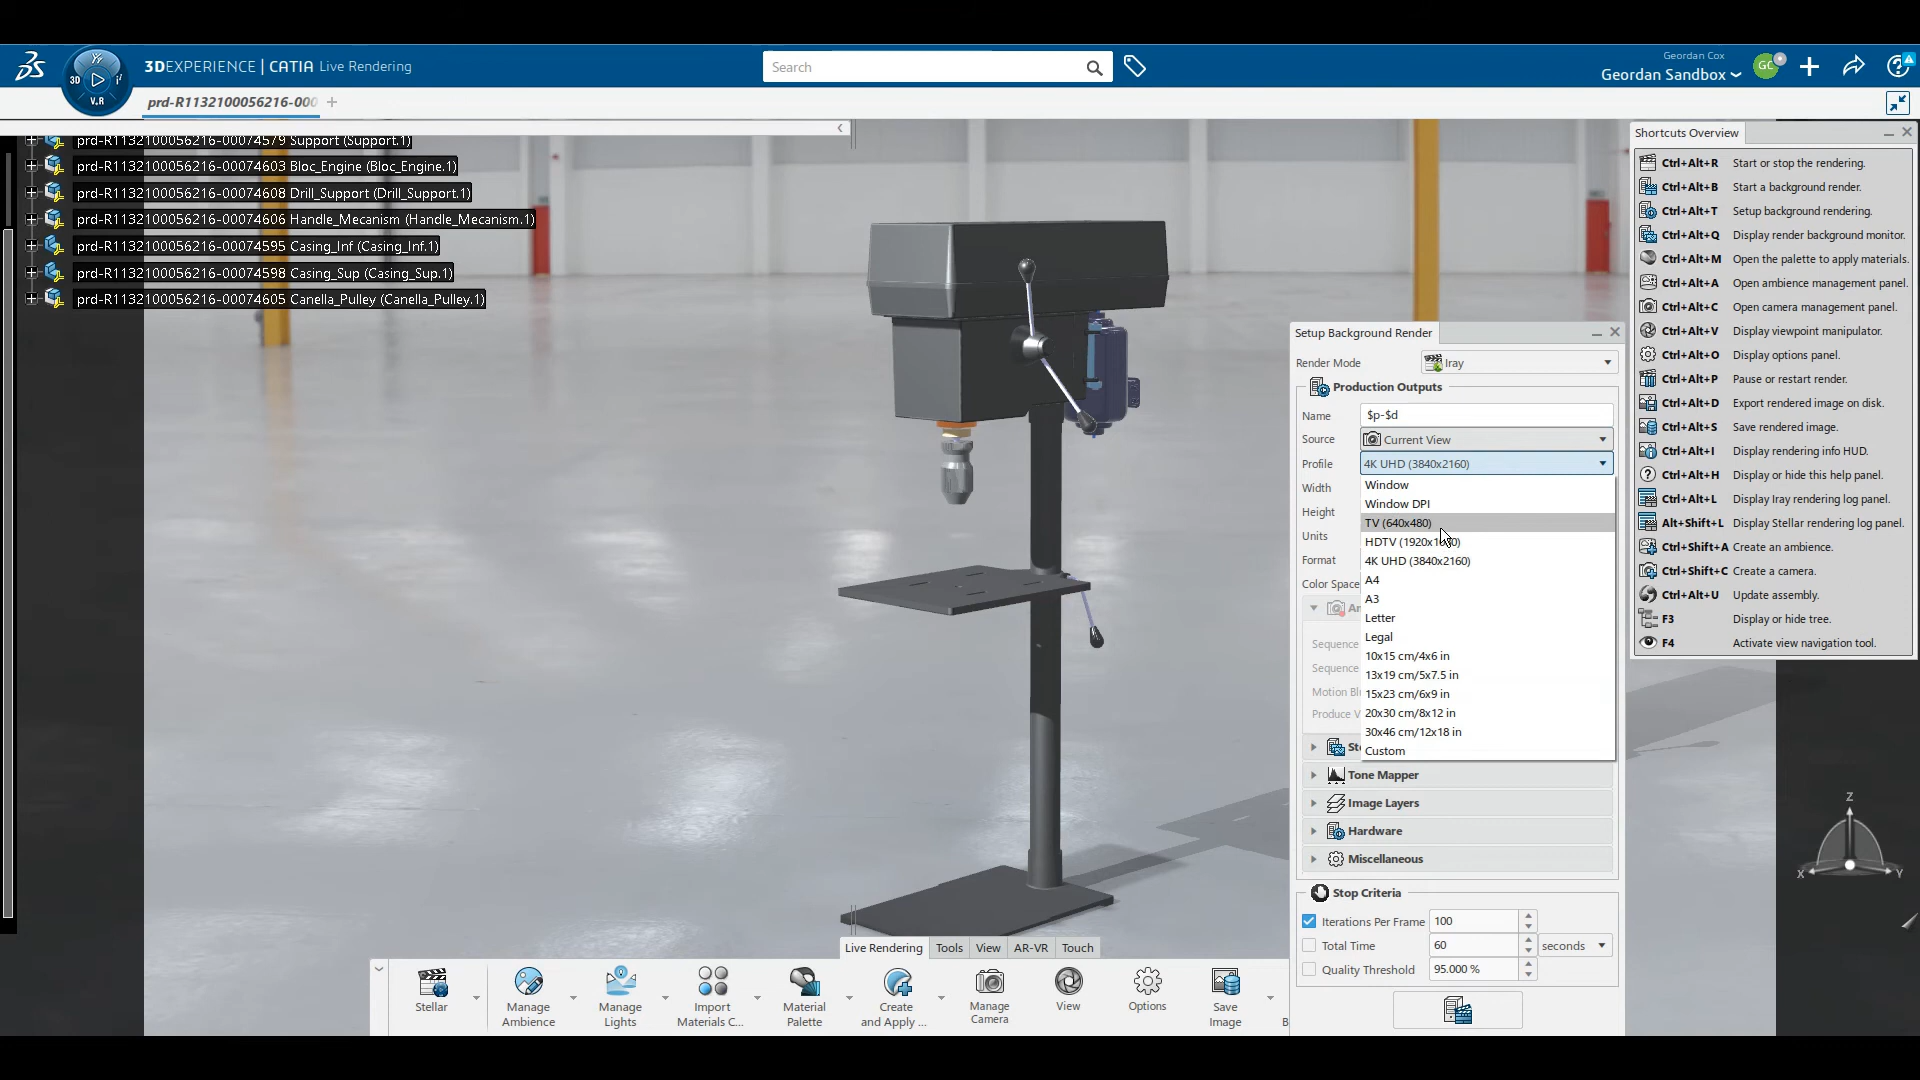 3DEXPERIENCE | CATIA Live Rendering
3D
V.R
Search
Geordan Cox
Geordan Sandbox
GC
prd-R1132100056216-000
prd-R1132100056216-00074579 Support (Support.1)
prd-R1132100056216-00074603 Bloc_Engine (Bloc_Engine.1)
prd-R1132100056216-00074608 Drill_Support (Drill_Support.1)
prd-R1132100056216-00074606 Handle_Mecanism (Handle_Mecanism.1)
prd-R1132100056216-00074595 Casing_Inf (Casing_Inf.1)
prd-R1132100056216-00074598 Casing_Sup (Casing_Sup.1)
prd-R1132100056216-00074605 Canella_Pulley (Canella_Pulley.1)
Shortcuts Overview
Ctrl+Alt+R Start or stop the rendering.
Ctrl+Alt+B Start a background render.
Ctrl+Alt+T Setup background rendering.
Ctrl+Alt+Q Display render background monitor.
Ctrl+Alt+M Open the palette to apply materials.
Ctrl+Alt+A Open ambience management panel.
Ctrl+Alt+C Open camera management panel.
Ctrl+Alt+V Display viewpoint manipulator.
Ctrl+Alt+O Display options panel.
Ctrl+Alt+P Pause or restart render.
Ctrl+Alt+D Export rendered image on disk.
Ctrl+Alt+S Save rendered image.
Ctrl+Alt+I Display rendering info HUD.
Ctrl+Alt+H Display or hide this help panel.
Ctrl+Alt+L Display Iray rendering log panel.
Alt+Shift+L Display Stellar rendering log panel.
Ctrl+Shift+A Create an ambience.
Ctrl+Shift+C Create a camera.
Ctrl+Alt+U Update assembly.
F3 Display or hide tree.
F4 Activate view navigation tool.
Setup Background Render
Render Mode Iray
Production Outputs
Name $p-$d
Source Current View
Profile 4K UHD (3840x2160)
Width
Height
Units
Format
Color Space
Window
Window DPI
TV (640x480)
HDTV (1920x1080)
4K UHD (3840x2160)
A4
A3
Letter
Legal
10x15 cm/4x6 in
13x19 cm/5x7.5 in
15x23 cm/6x9 in
20x30 cm/8x12 in
30x46 cm/12x18 in
Custom
Sequence
Sequence
Motion Bl
Produce V
Tone Mapper
Image Layers
Hardware
Miscellaneous
Stop Criteria
Iterations Per Frame 100
Total Time 60 seconds
Quality Threshold 95.000 %
Z
X
Y
Live Rendering Tools View AR-VR Touch
Stellar
Manage Ambience
Manage Lights
Import Materials C...
Material Palette
Create and Apply ...
Manage Camera
View
Options
Save Image